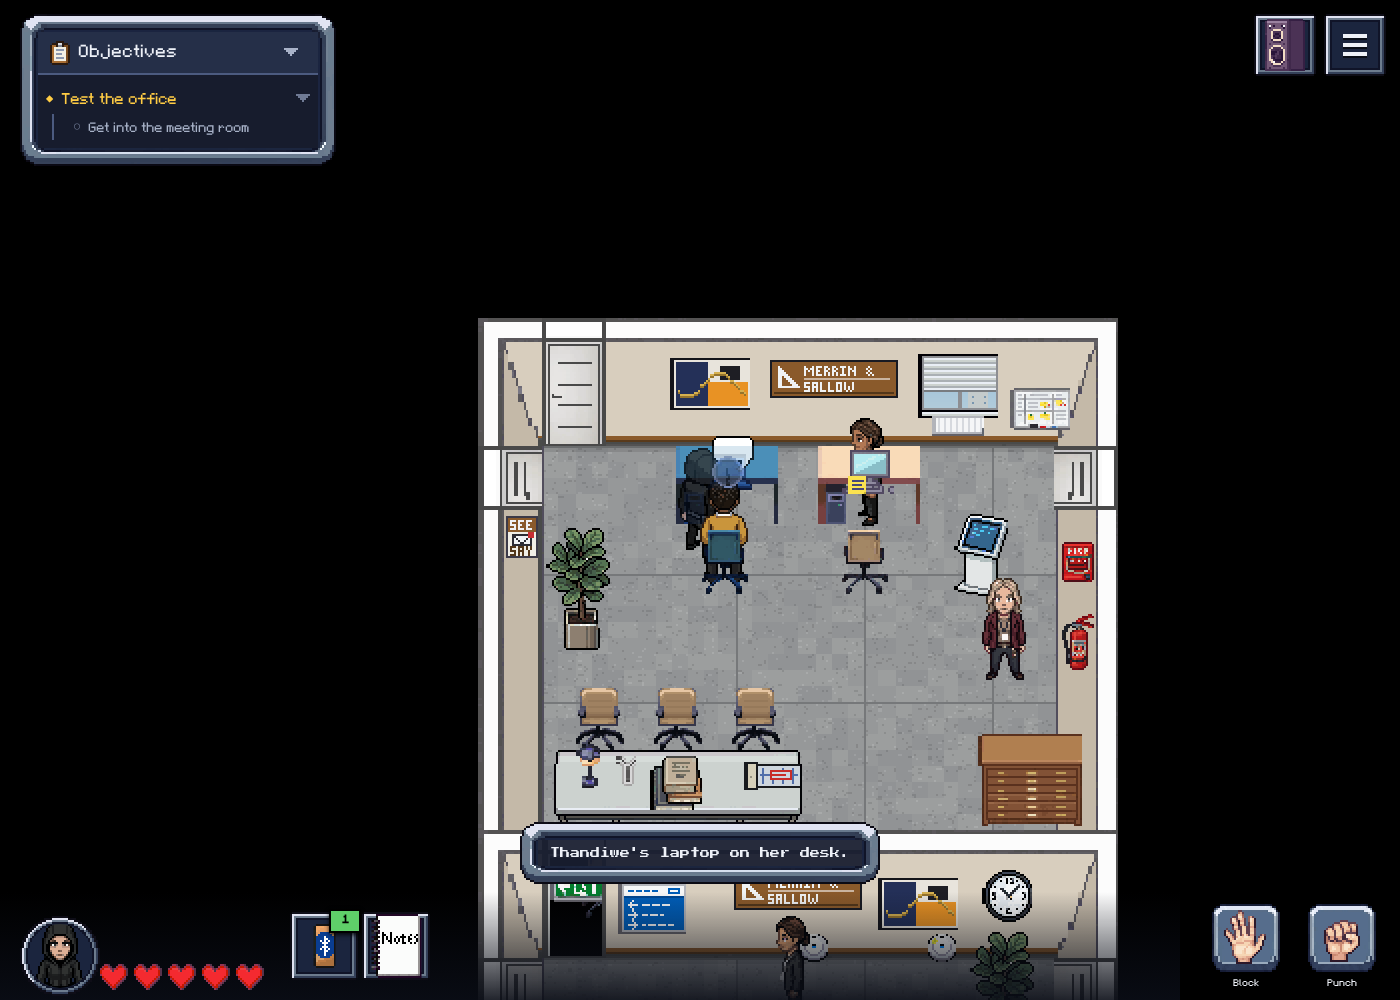 Objectives
Test the office
Get into the meeting room
MERRIN &
SALLOW
SEE
FIRE
Thandiwe's laptop on her desk.
SALLOW
1
Notes
Block
Punch